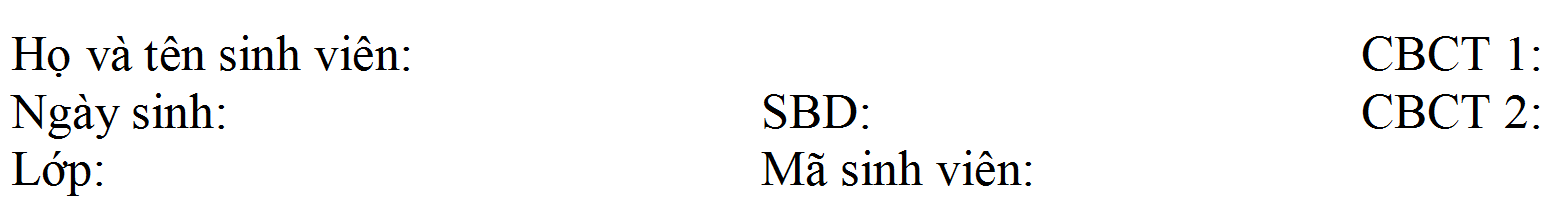 Họ và tên sinh viên: CBCT 1:
Ngày sinh: SBD: CBCT 2:
Lớp: Mã sinh viên: